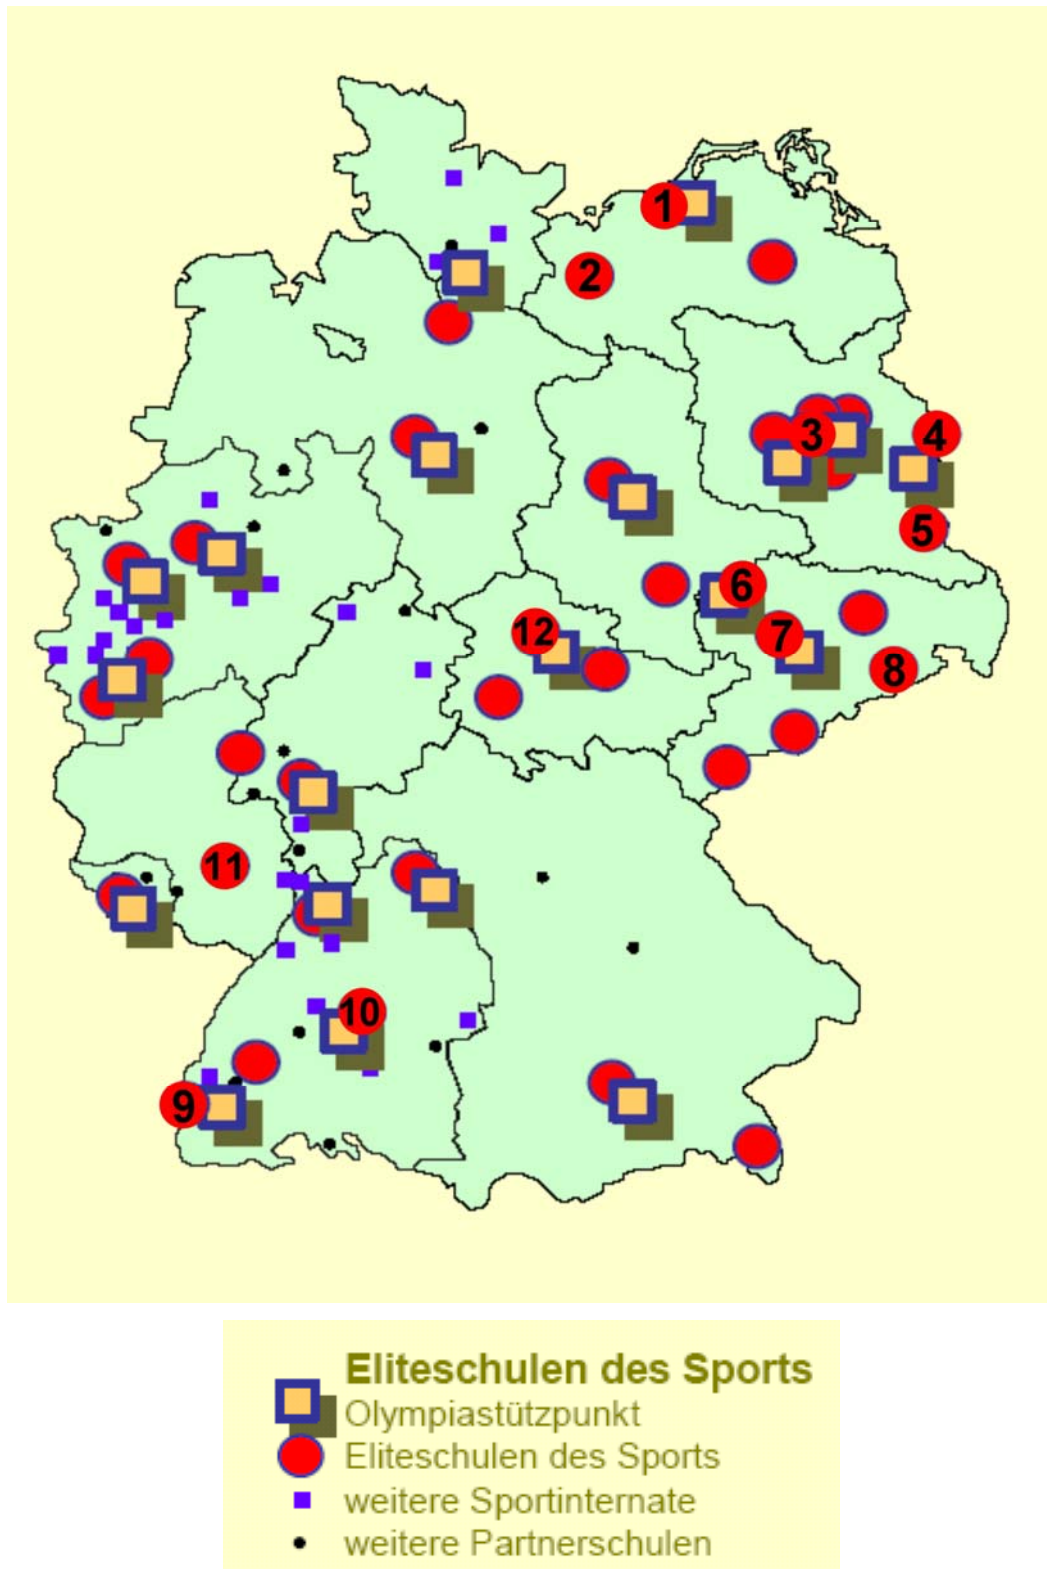 1
2
3
4
5
6
7
8
12
11
10
9
Eliteschulen des Sports
Olympiastützpunkt
Eliteschulen des Sports
weitere Sportinternate
weitere Partnerschulen